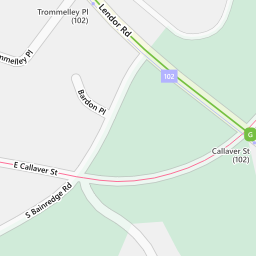 Trommelley Pl
(102)
Lendor Rd
mmelley Pl
102
Bardon Pl
G
Callaver St
(102)
E Callaver St
S Bainredge Rd